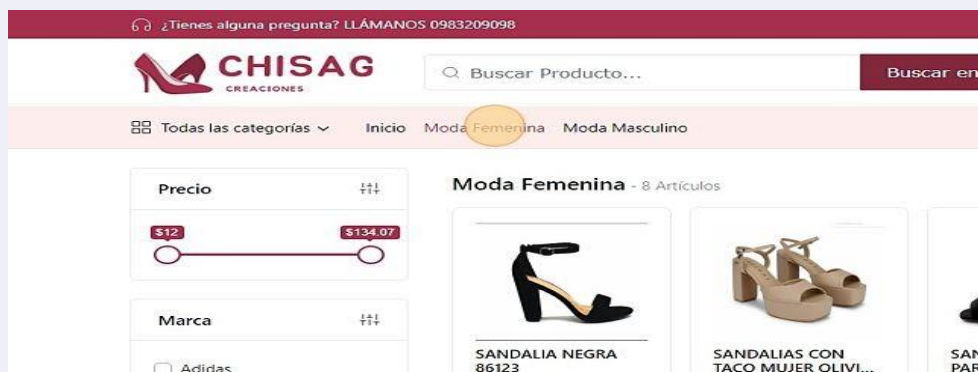 ¿Tienes alguna pregunta? LLÁMANOS 0983209098
CHISAG
CREACIONES
Buscar Producto...
Buscar en
Todas las categorías
Inicio
Moda Femenina
Moda Masculino
Precio
$12
$134.07
Marca
Adidas
Moda Femenina - 8 Artículos
SANDALIA NEGRA
86123
SANDALIAS CON
TACO MUJER OLIVI...